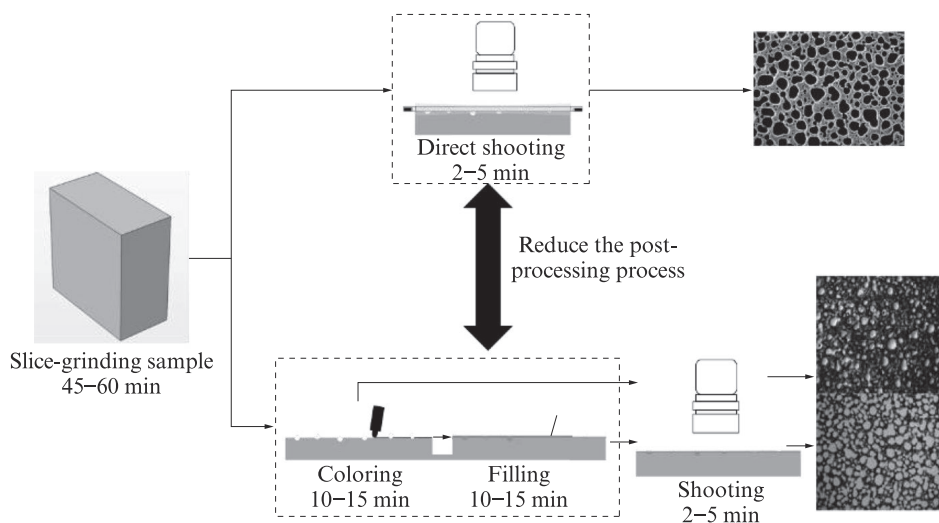 Direct shooting
2–5 min
Reduce the post-
processing process
Slice-grinding sample
45–60 min
Coloring
10–15 min
Filling
10–15 min
Shooting
2–5 min